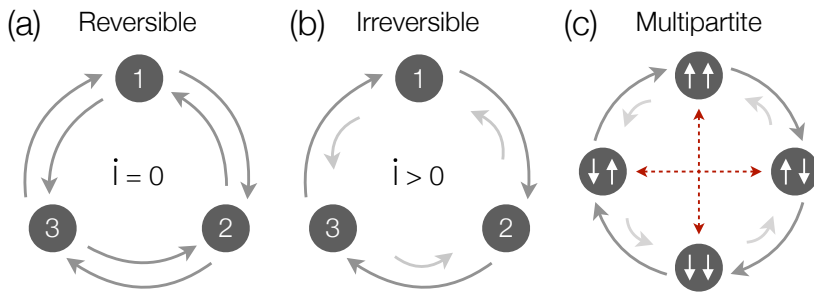 (a) Reversible
1
i = 0
3 2
(b) Irreversible
1
i > 0
3 2
(c) Multipartite
↑↑
↓↑ ↑↓
↓↓